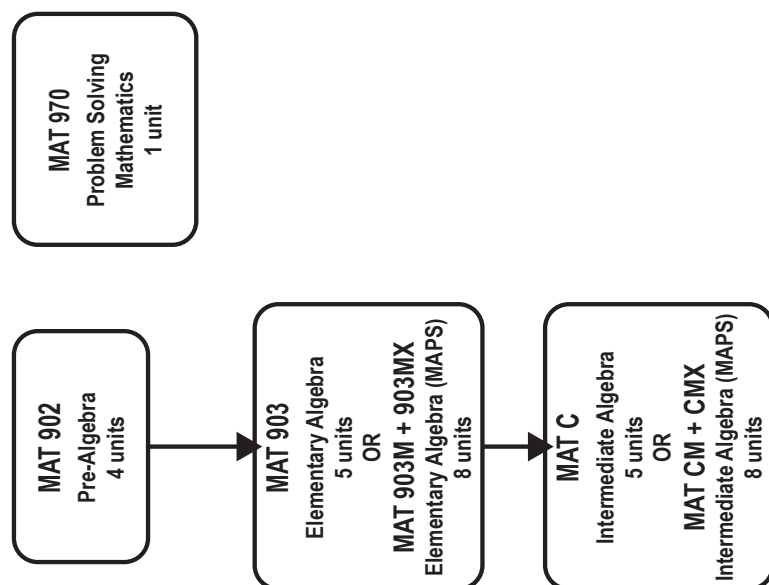 MAT 970
Problem Solving
Mathematics
1 unit
MAT 902
Pre-Algebra
4 units
MAT 903
Elementary Algebra
5 units
OR
MAT 903M + 903MX
Elementary Algebra (MAPS)
8 units
MAT C
Intermediate Algebra
5 units
OR
MAT CM + CMX
Intermediate Algebra (MAPS)
8 units